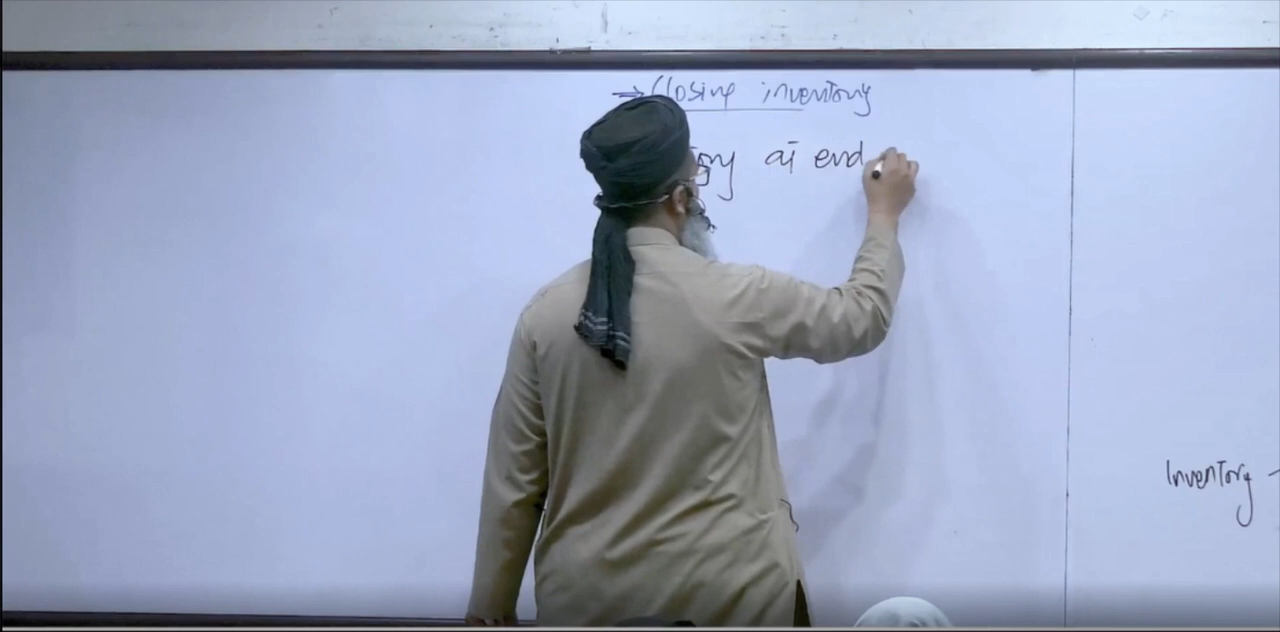 → Closing inventory
at end
Inventory -